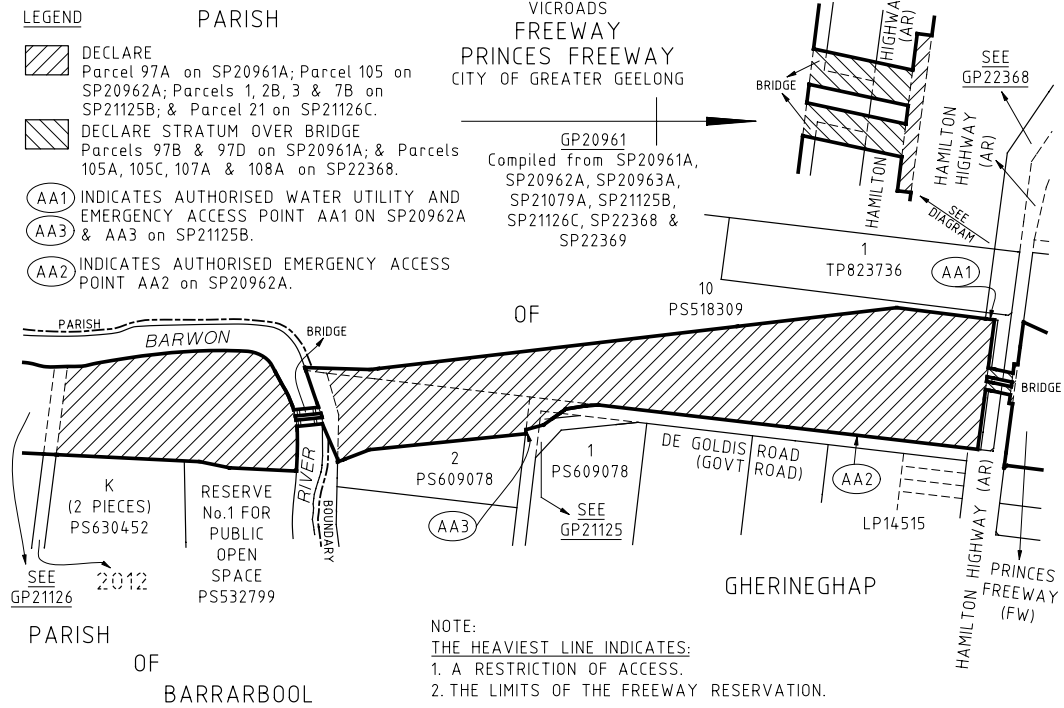 LEGEND
PARISH
DECLARE
Parcel 97A on SP20961A; Parcel 105 on
SP20962A; Parcels 1, 2B, 3 & 7B on
SP21125B; & Parcel 21 on SP21126C.
DECLARE STRATUM OVER BRIDGE
Parcels 97B & 97D on SP20961A; & Parcels
105A, 105C, 107A & 108A on SP22368.
AA1
AA3
INDICATES AUTHORISED WATER UTILITY AND
EMERGENCY ACCESS POINT AA1 ON SP20962A
& AA3 on SP21125B.
AA2
INDICATES AUTHORISED EMERGENCY ACCESS
POINT AA2 on SP20962A.
VICROADS
FREEWAY
PRINCES FREEWAY
CITY OF GREATER GEELONG
GP20961
Compiled from SP20961A,
SP20962A, SP20963A,
SP21079A, SP21125B,
SP21126C, SP22368 &
SP22369
BRIDGE
HIGHWA
(AR)
HAMILTON
SEE
GP22368
HAMILTON
HIGHWAY
(AR)
SEE
DIAGRAM
1
TP823736
AA1
10
PS518309
OF
PARISH
BARWON
BRIDGE
BRIDGE
DE GOLDIS ROAD
(GOVT ROAD)
AA2
LP14515
2
PS609078
1
PS609078
AA3
SEE
GP21125
K
(2 PIECES)
PS630452
RESERVE
No.1 FOR
PUBLIC
OPEN
SPACE
PS532799
RIVER
BOUNDARY
SEE
GP21126
2012
GHERINEGHAP
HAMILTON HIGHWAY (AR)
PRINCES
FREEWAY
(FW)
PARISH
OF
BARRARBOOL
NOTE:
THE HEAVIEST LINE INDICATES:
1. A RESTRICTION OF ACCESS.
2. THE LIMITS OF THE FREEWAY RESERVATION.